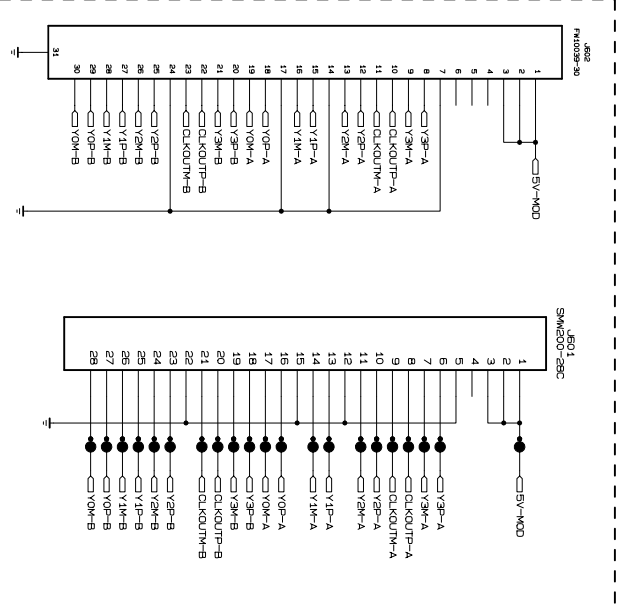 J602
FW10039-30
1 5V-MOD
2
3
4
5
6
7
8 Y3P-A
9 Y3M-A
10 CLKOUTP-A
11 CLKOUTM-A
12 Y2P-A
13 Y2M-A
14
15 Y1P-A
16 Y1M-A
17
18 Y0P-A
19 Y0M-A
20 Y3P-B
21 Y3M-B
22 CLKOUTP-B
23 CLKOUTM-B
24
25 Y2P-B
26 Y2M-B
27 Y1P-B
28 Y1M-B
29 Y0P-B
30 Y0M-B
31
J601
SMW200-28C
1 5V-MOD
2
3
4
5
6 Y3P-A
7 Y3M-A
8 CLKOUTP-A
9 CLKOUTM-A
10 Y2P-A
11 Y2M-A
12
13 Y1P-A
14 Y1M-A
15
16 Y0P-A
17 Y0M-A
18 Y3P-B
19 Y3M-B
20 CLKOUTP-B
21 CLKOUTM-B
22
23 Y2P-B
24 Y2M-B
25 Y1P-B
26 Y1M-B
27 Y0P-B
28 Y0M-B